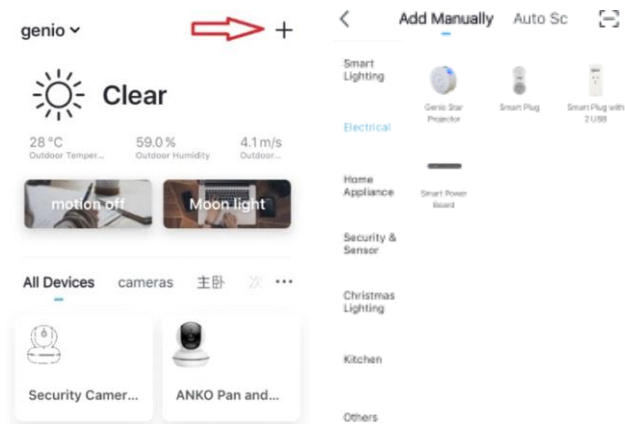 genio
Clear
28 °C
59.0 %
4.1 m/s
Outdoor Temper...
Outdoor Humidity
Outdoor...
motion off
Moon light
All Devices
cameras
主卧
次
Security Camer...
ANKO Pan and...
Add Manually
Auto Sc
Smart
Lighting
Electrical
Home
Appliance
Security &
Sensor
Christmas
Lighting
Kitchen
Others
Genio Star
Projector
Smart Plug
Smart Plug with
2 USB
Smart Power
Board